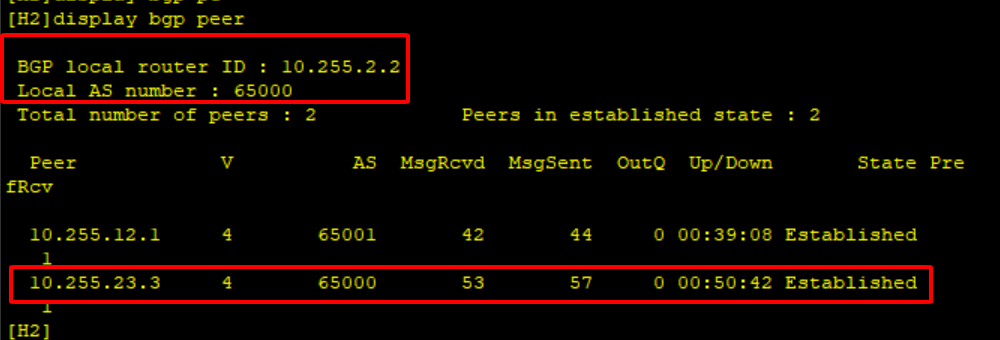 [H2]display bgp peer
BGP local router ID : 10.255.2.2
Local AS number : 65000
Total number of peers : 2 Peers in established state : 2
Peer V AS MsgRcvd MsgSent OutQ Up/Down State Pre
fRcv
10.255.12.1 4 65001 42 44 0 00:39:08 Established
1
10.255.23.3 4 65000 53 57 0 00:50:42 Established
1
[H2]